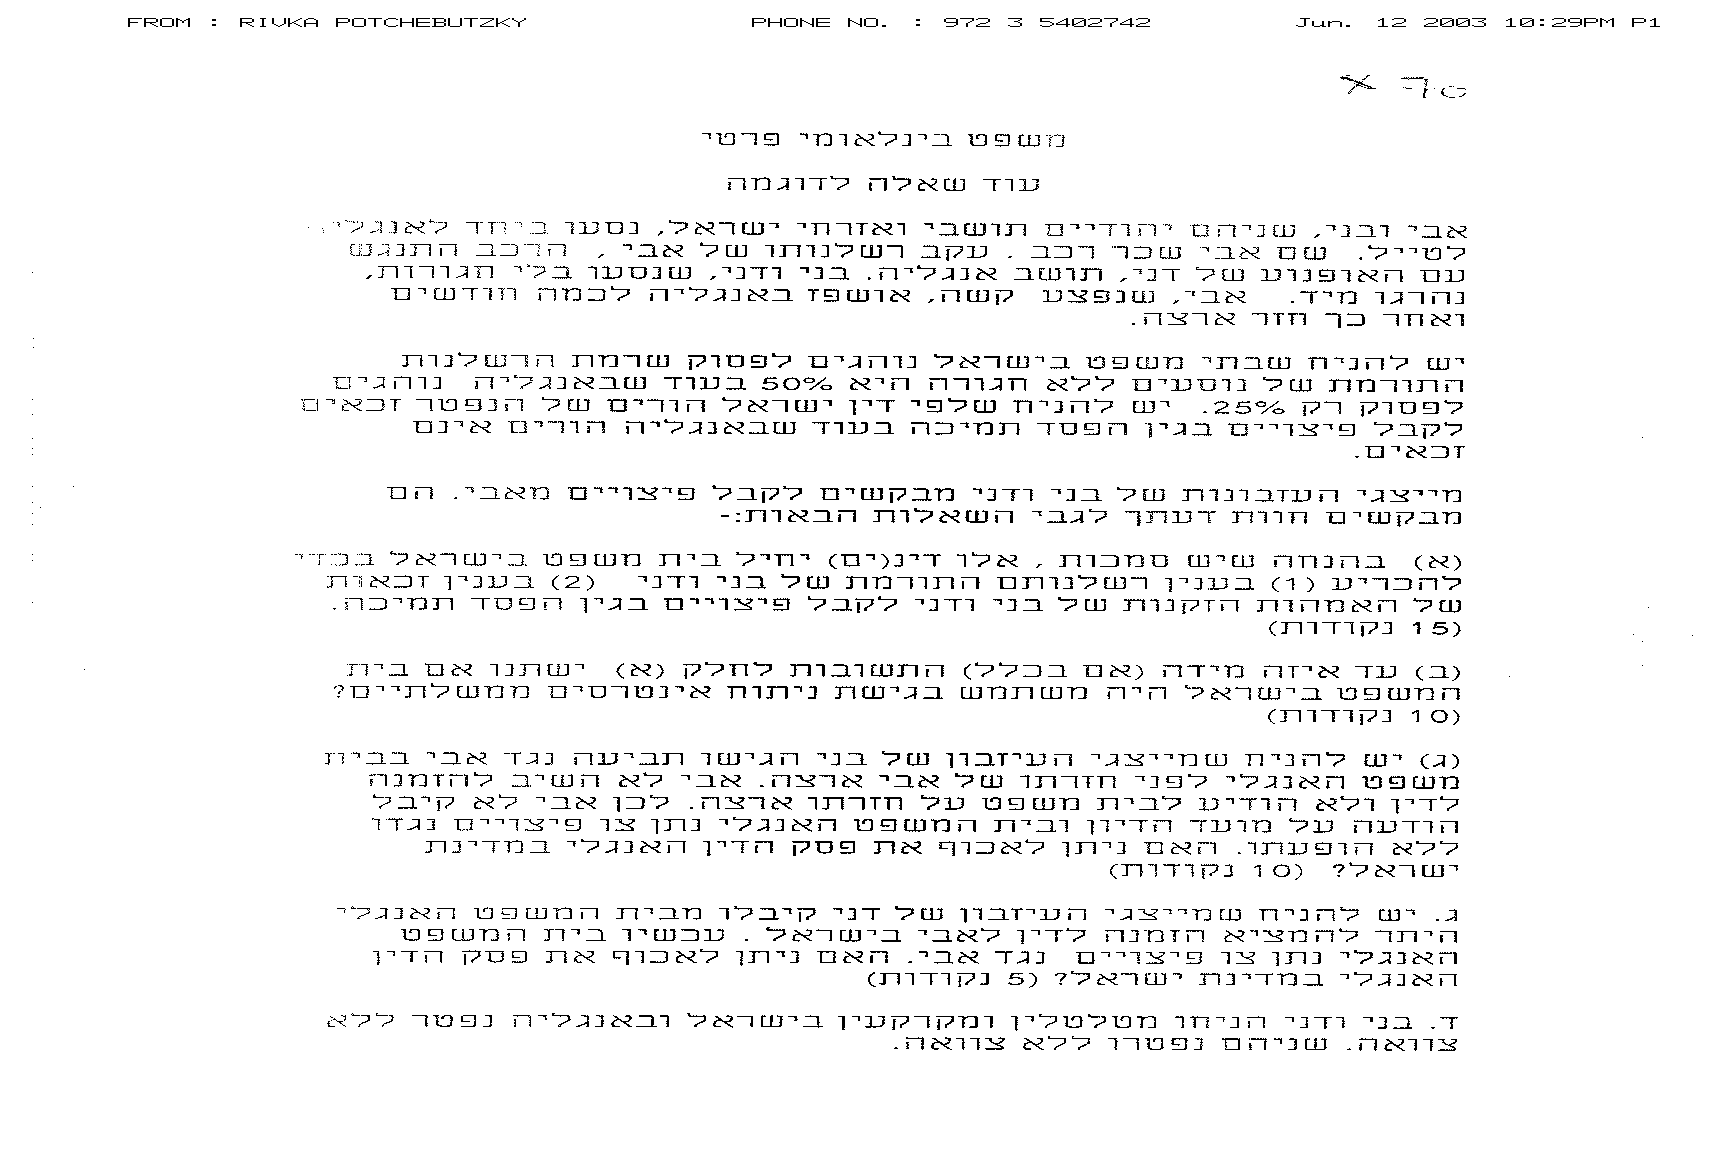 FROM : RIVKA POTCHEBUTZKY PHONE NO. : 972 3 5402742 Jun. 12 2003 10:29PM P1
משפט בינלאומי פרטי
עוד שאלה לדוגמה
אבי ובני, שניהם יהודיים תושבי ואזרחי ישראל, נסעו ביחד לאנגליה
לטייל. שם אבי שכר רכב . עקב רשלנותו של אבי , הרכב התנגש
עם האופנוע של דני, תושב אנגליה. בני ודני, שנסעו בלי חגורות,
נהרגו מיד. אבי, שנפצע קשה, אושפז באנגליה לכמה חודשים
ואחר כך חזר ארצה.
יש להניח שבתי משפט בישראל נוהגים לפסוק שרמת הרשלנות
התורמת של נוסעים ללא חגורה היא 50% בעוד שבאנגליה נוהגים
לפסוק רק 25%. יש להניח שלפי דין ישראל הורים של הנפטר זכאים
לקבל פיצויים בגין הפסד תמיכה בעוד שבאנגליה הורים אינם
זכאים.
מייצגי העזבונות של בני ודני מבקשים לקבל פיצויים מאבי. הם
מבקשים חוות דעתך לגבי השאלות הבאות:-
(א) בהנחה שיש סמכות , אלו דינ(ים) יחיל בית משפט בישראל בכדי
להכריע (1) בענין רשלנותם התורמת של בני ודני (2) בענין זכאות
של האמהות הזקנות של בני ודני לקבל פיצויים בגין הפסד תמיכה.
(15 נקודות)
(ב) עד איזה מידה (אם בכלל) התשובות לחלק (א) ישתנו אם בית
המשפט בישראל היה משתמש בגישת ניתוח אינטרסים ממשלתיים?
(10 נקודות)
(ג) יש להניח שמייצגי העיזבון של בני הגישו תביעה נגד אבי בבית
משפט האנגלי לפני חזרתו של אבי ארצה. אבי לא השיב להזמנה
לדין ולא הודיע לבית משפט על חזרתו ארצה. לכן אבי לא קיבל
הודעה על מועד הדיון ובית המשפט האנגלי נתן צו פיצויים נגדו
ללא הופעתו. האם ניתן לאכוף את פסק הדין האנגלי במדינת
ישראל? (10 נקודות)
ג. יש להניח שמייצגי העיזבון של דני קיבלו מבית המשפט האנגלי
היתר להמציא הזמנה לדין לאבי בישראל . עכשיו בית המשפט
האנגלי נתן צו פיצויים נגד אבי. האם ניתן לאכוף את פסק הדין
האנגלי במדינת ישראל? (5 נקודות)
ד. בני ודני הניחו מטלטלין ומקרקעין בישראל ובאנגליה נפטר ללא
צוואה. שניהם נפטרו ללא צוואה.